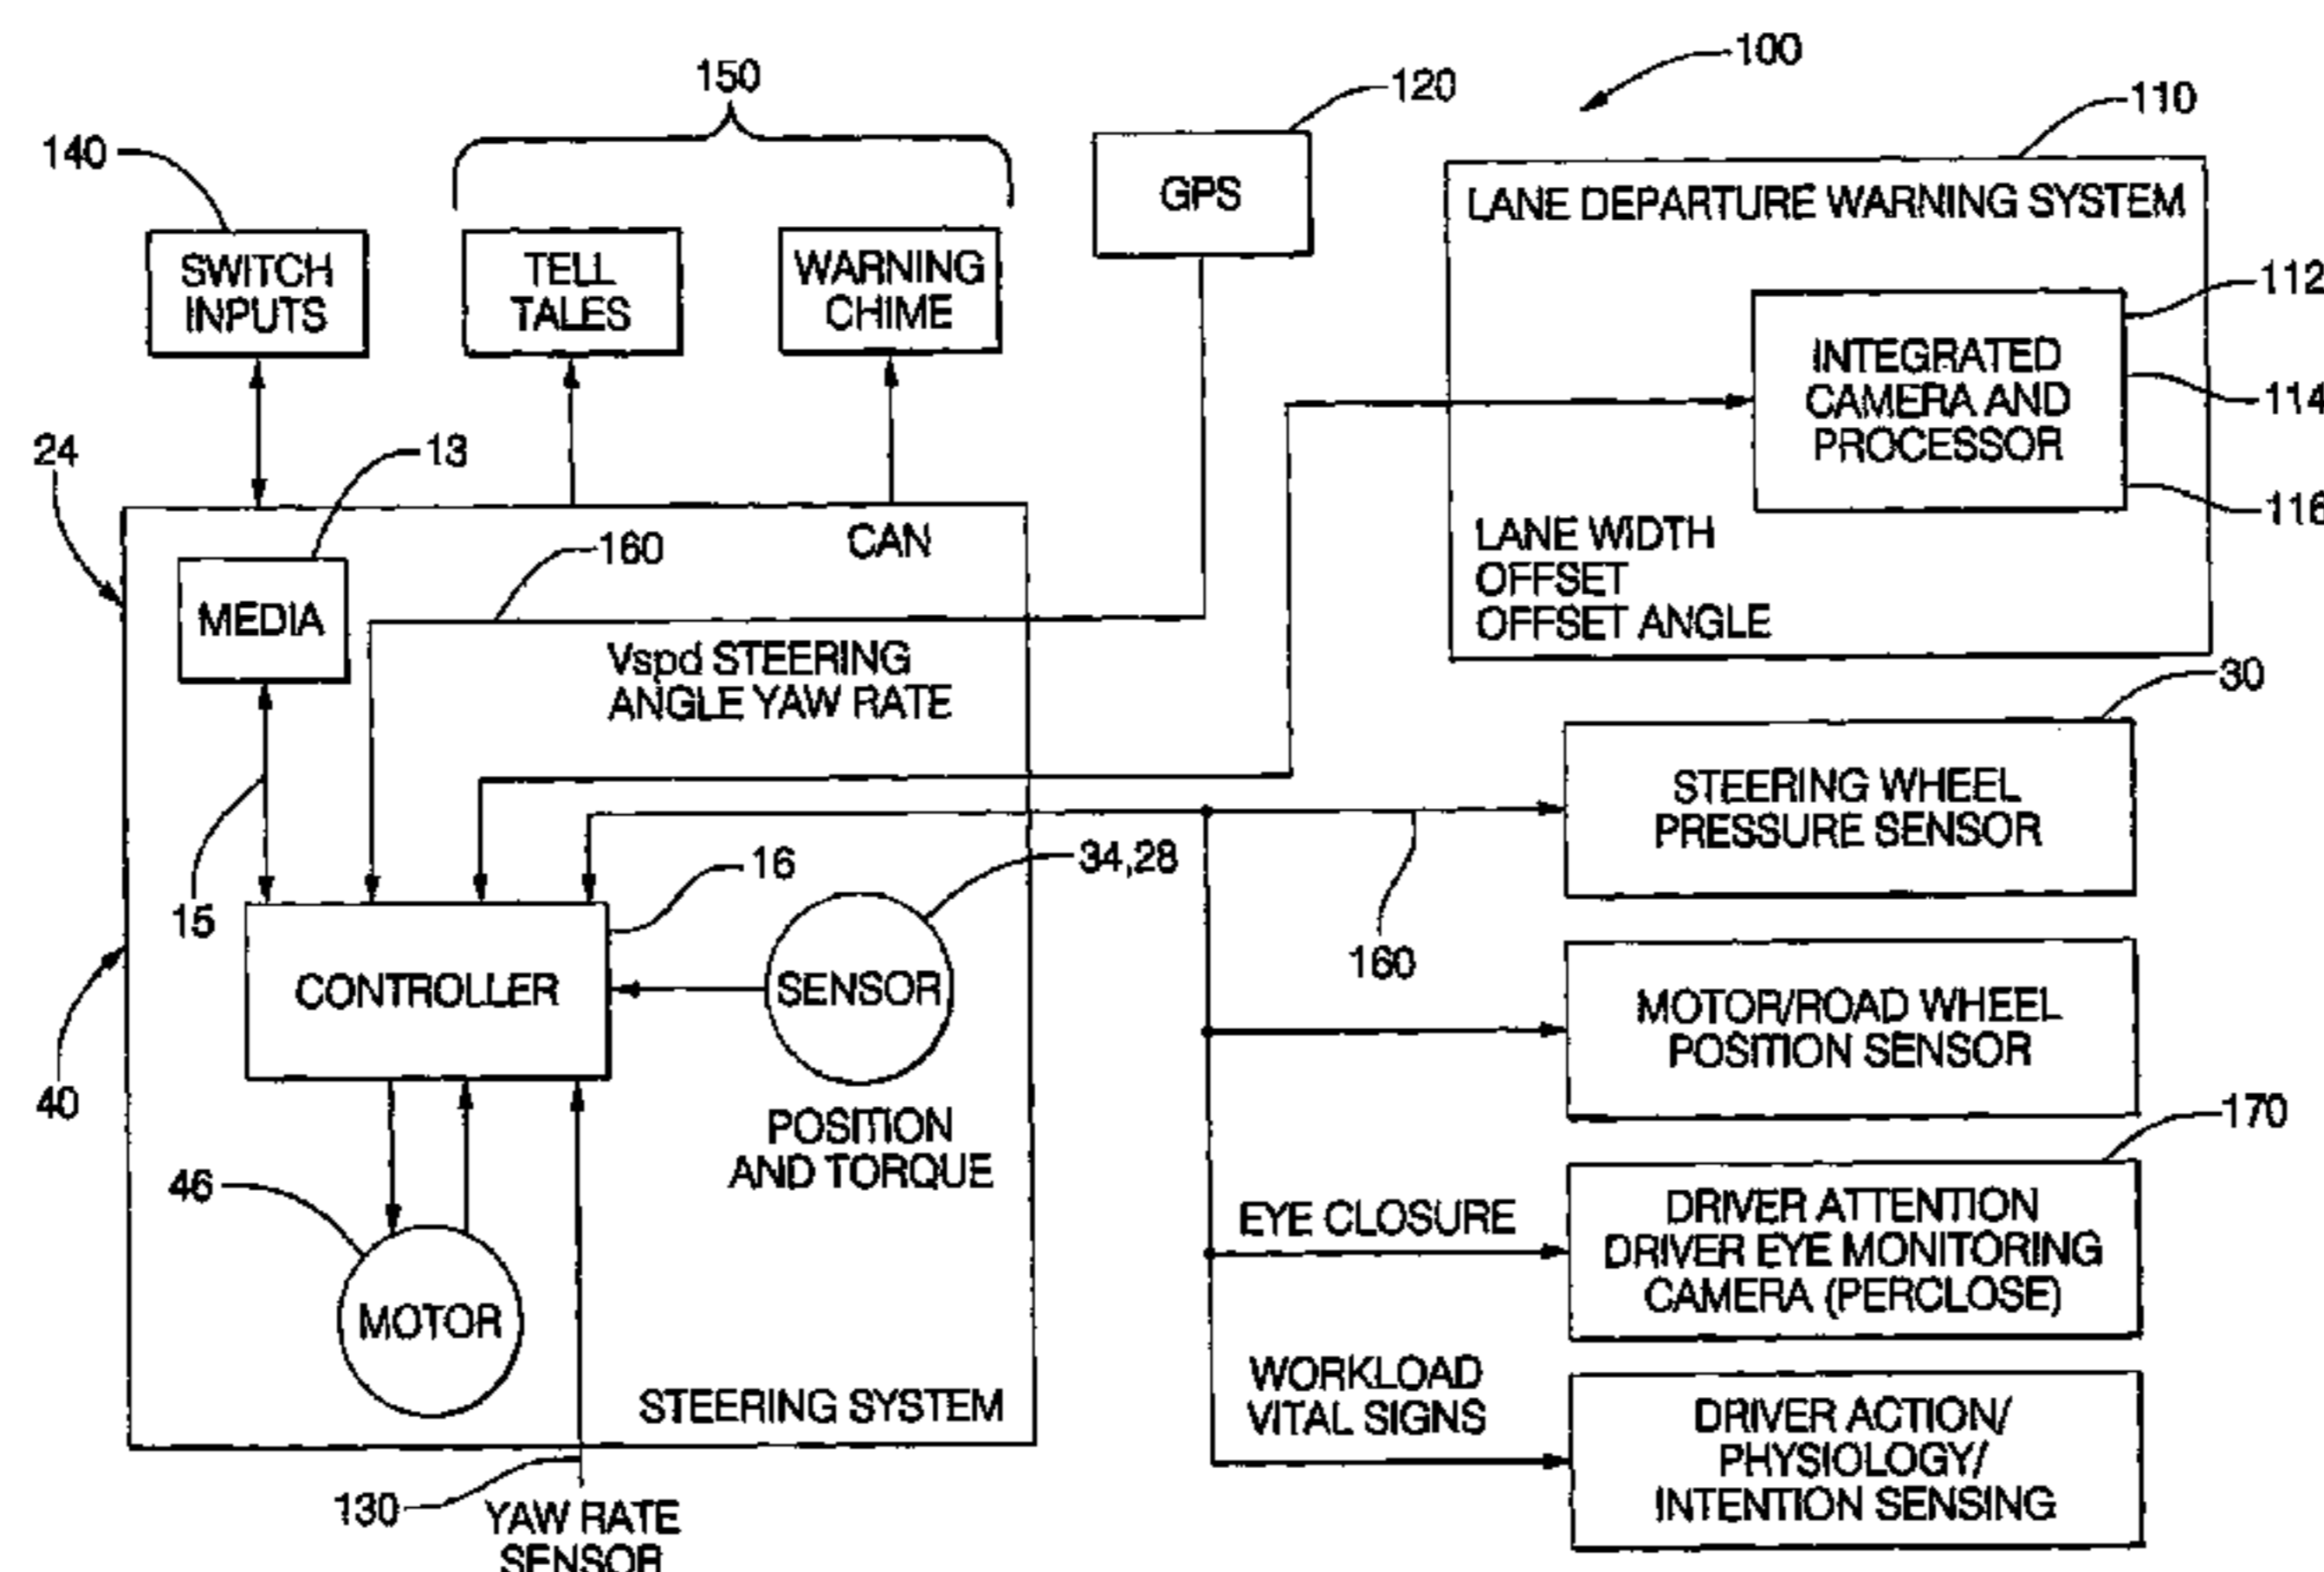 100
150
120
110
140
GPS
LANE DEPARTURE WARNING SYSTEM
SWITCH
INPUTS
TELL
TALES
WARNING
CHIME
112
INTEGRATED
CAMERA AND
PROCESSOR
114
116
24
13
CAN
160
LANE WIDTH
OFFSET
OFFSET ANGLE
MEDIA
Vspd STEERING
ANGLE YAW RATE
30
STEERING WHEEL
PRESSURE SENSOR
15
16
34,28
160
CONTROLLER
SENSOR
MOTOR/ROAD WHEEL
POSITION SENSOR
40
POSITION
AND TORQUE
170
46
EYE CLOSURE
DRIVER ATTENTION
DRIVER EYE MONITORING
CAMERA (PERCLOSE)
MOTOR
WORKLOAD
VITAL SIGNS
STEERING SYSTEM
DRIVER ACTION/
PHYSIOLOGY/
INTENTION SENSING
130
YAW RATE
SENSOR